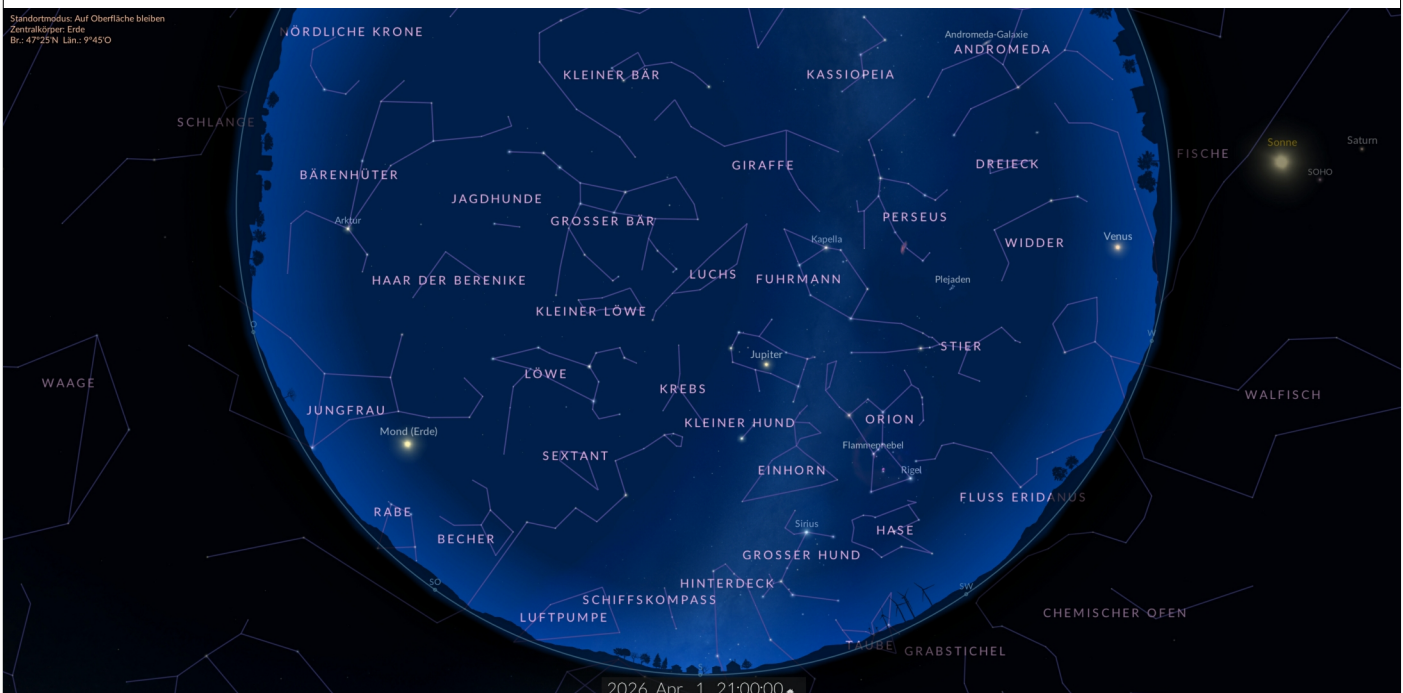 Standortmodus: Auf Oberfläche bleiben
Zentralkörper: Erde
Br.: 47°25'N Län.: 9°45'O
NÖRDLICHE KRONE
Andromeda-Galaxie
ANDROMEDA
KLEINER BÄR
KASSIOPEIA
SCHLANGE
Sonne
Saturn
FISCHE
GIRAFFE
DREIECK
SOHO
BÄRENHÜTER
JAGDHUNDE
Arktur
GROSSER BÄR
PERSEUS
Kapella
WIDDER
Venus
HAAR DER BERENIKE
LUCHS
FUHRMANN
Plejaden
KLEINER LÖWE
O
W
STIER
Jupiter
LÖWE
WAAGE
KREBS
WALFISCH
JUNGFRAU
KLEINER HUND
ORION
Mond (Erde)
Flammennebel
SEXTANT
EINHORN
Rigel
FLUSS ERIDANUS
RABE
Sirius
HASE
BECHER
GROSSER HUND
SO
HINTERDECK
SW
SCHIFFSKOMPASS
LUFTPUMPE
CHEMISCHER OFEN
TAUBE
GRABSTICHEL
S
2026 Apr. 1 21:00:00